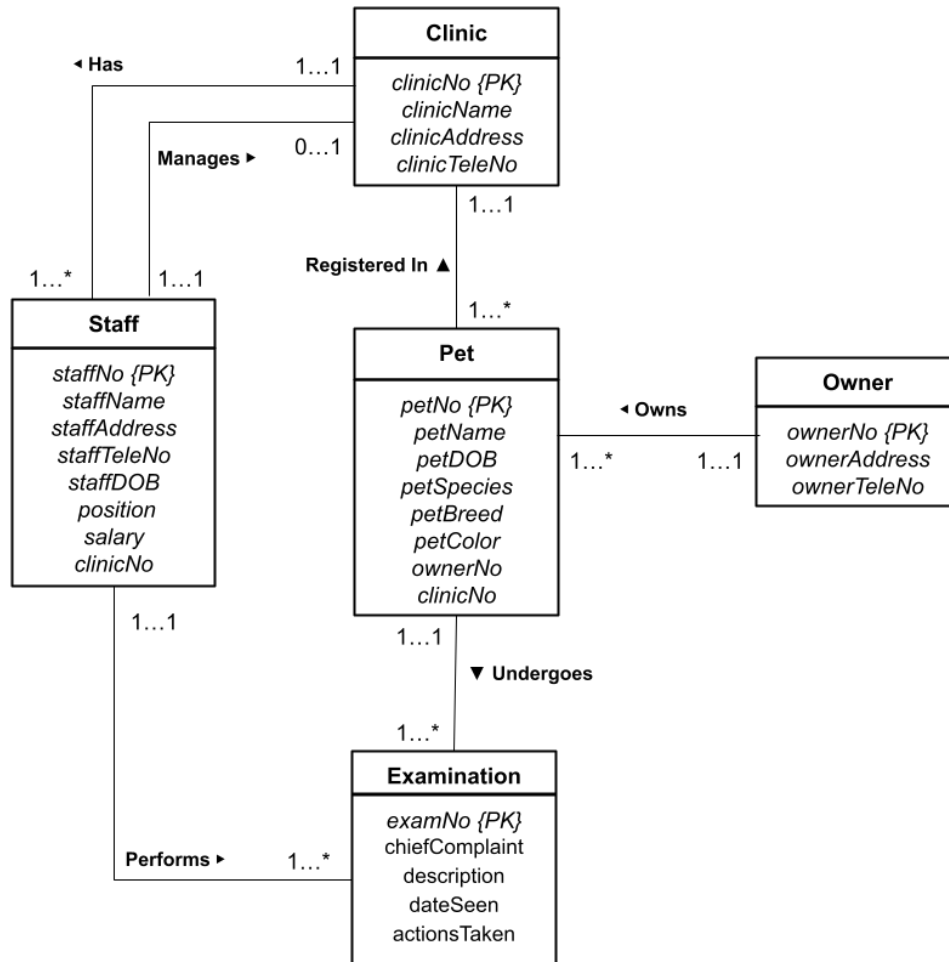 Clinic
clinicNo {PK}
clinicName
clinicAddress
clinicTeleNo
◂ Has
1…1
Manages ▸
0…1
1…1
Registered In ▲
1…*
1…*
1…1
Staff
staffNo {PK}
staffName
staffAddress
staffTeleNo
staffDOB
position
salary
clinicNo
Pet
petNo {PK}
petName
petDOB
petSpecies
petBreed
petColor
ownerNo
clinicNo
◂ Owns
1…*
1…1
Owner
ownerNo {PK}
ownerAddress
ownerTeleNo
1…1
1…1
▼ Undergoes
1…*
Examination
examNo {PK}
chiefComplaint
description
dateSeen
actionsTaken
Performs ▸
1…*